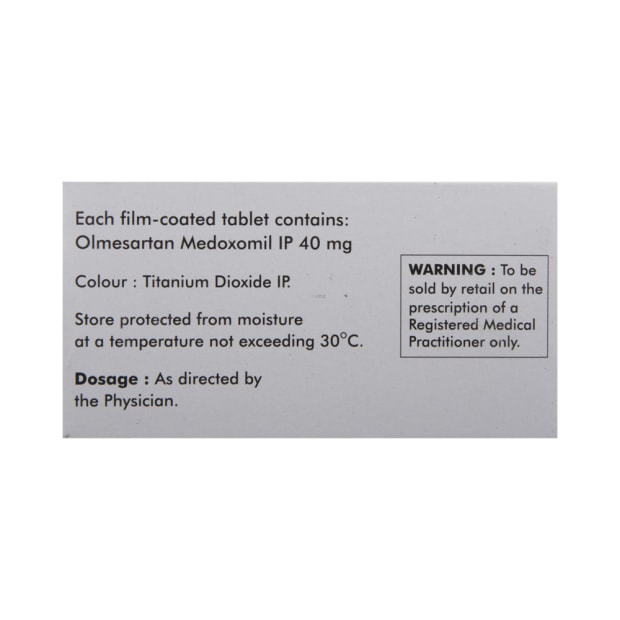 Each film-coated tablet contains:
Olmesartan Medoxomil IP 40 mg
Colour : Titanium Dioxide IP.
Store protected from moisture
at a temperature not exceeding 30°C.
Dosage : As directed by
the Physician.
WARNING : To be
sold by retail on the
prescription of a
Registered Medical
Practitioner only.